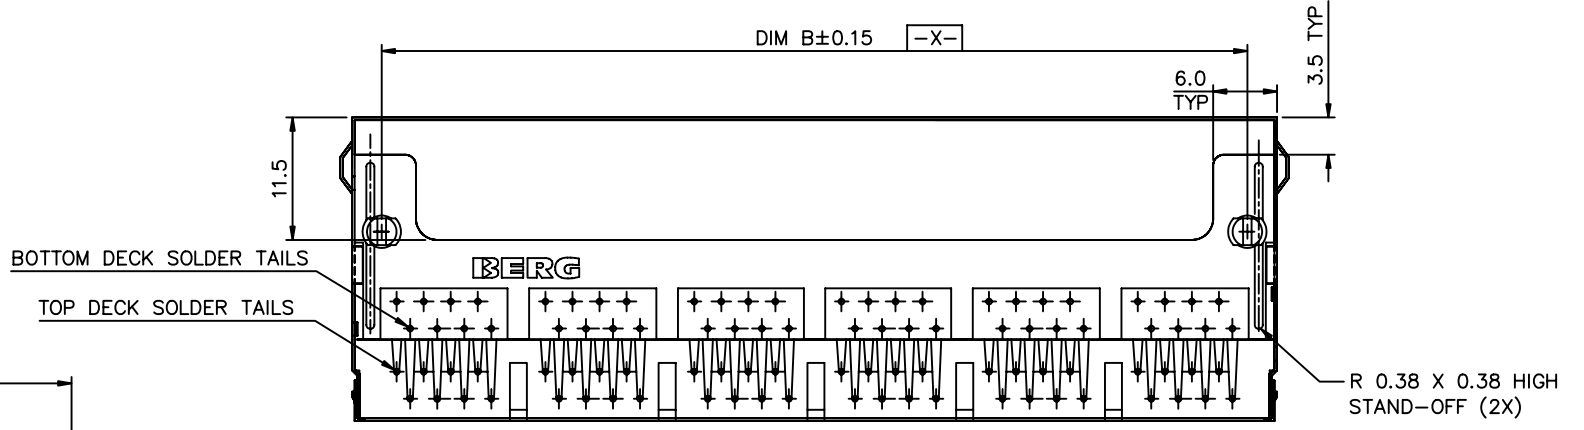 DIM B±0.15 -X-
6.0
TYP
3.5 TYP
11.5
BOTTOM DECK SOLDER TAILS
BERG
TOP DECK SOLDER TAILS
R 0.38 X 0.38 HIGH
STAND-OFF (2X)